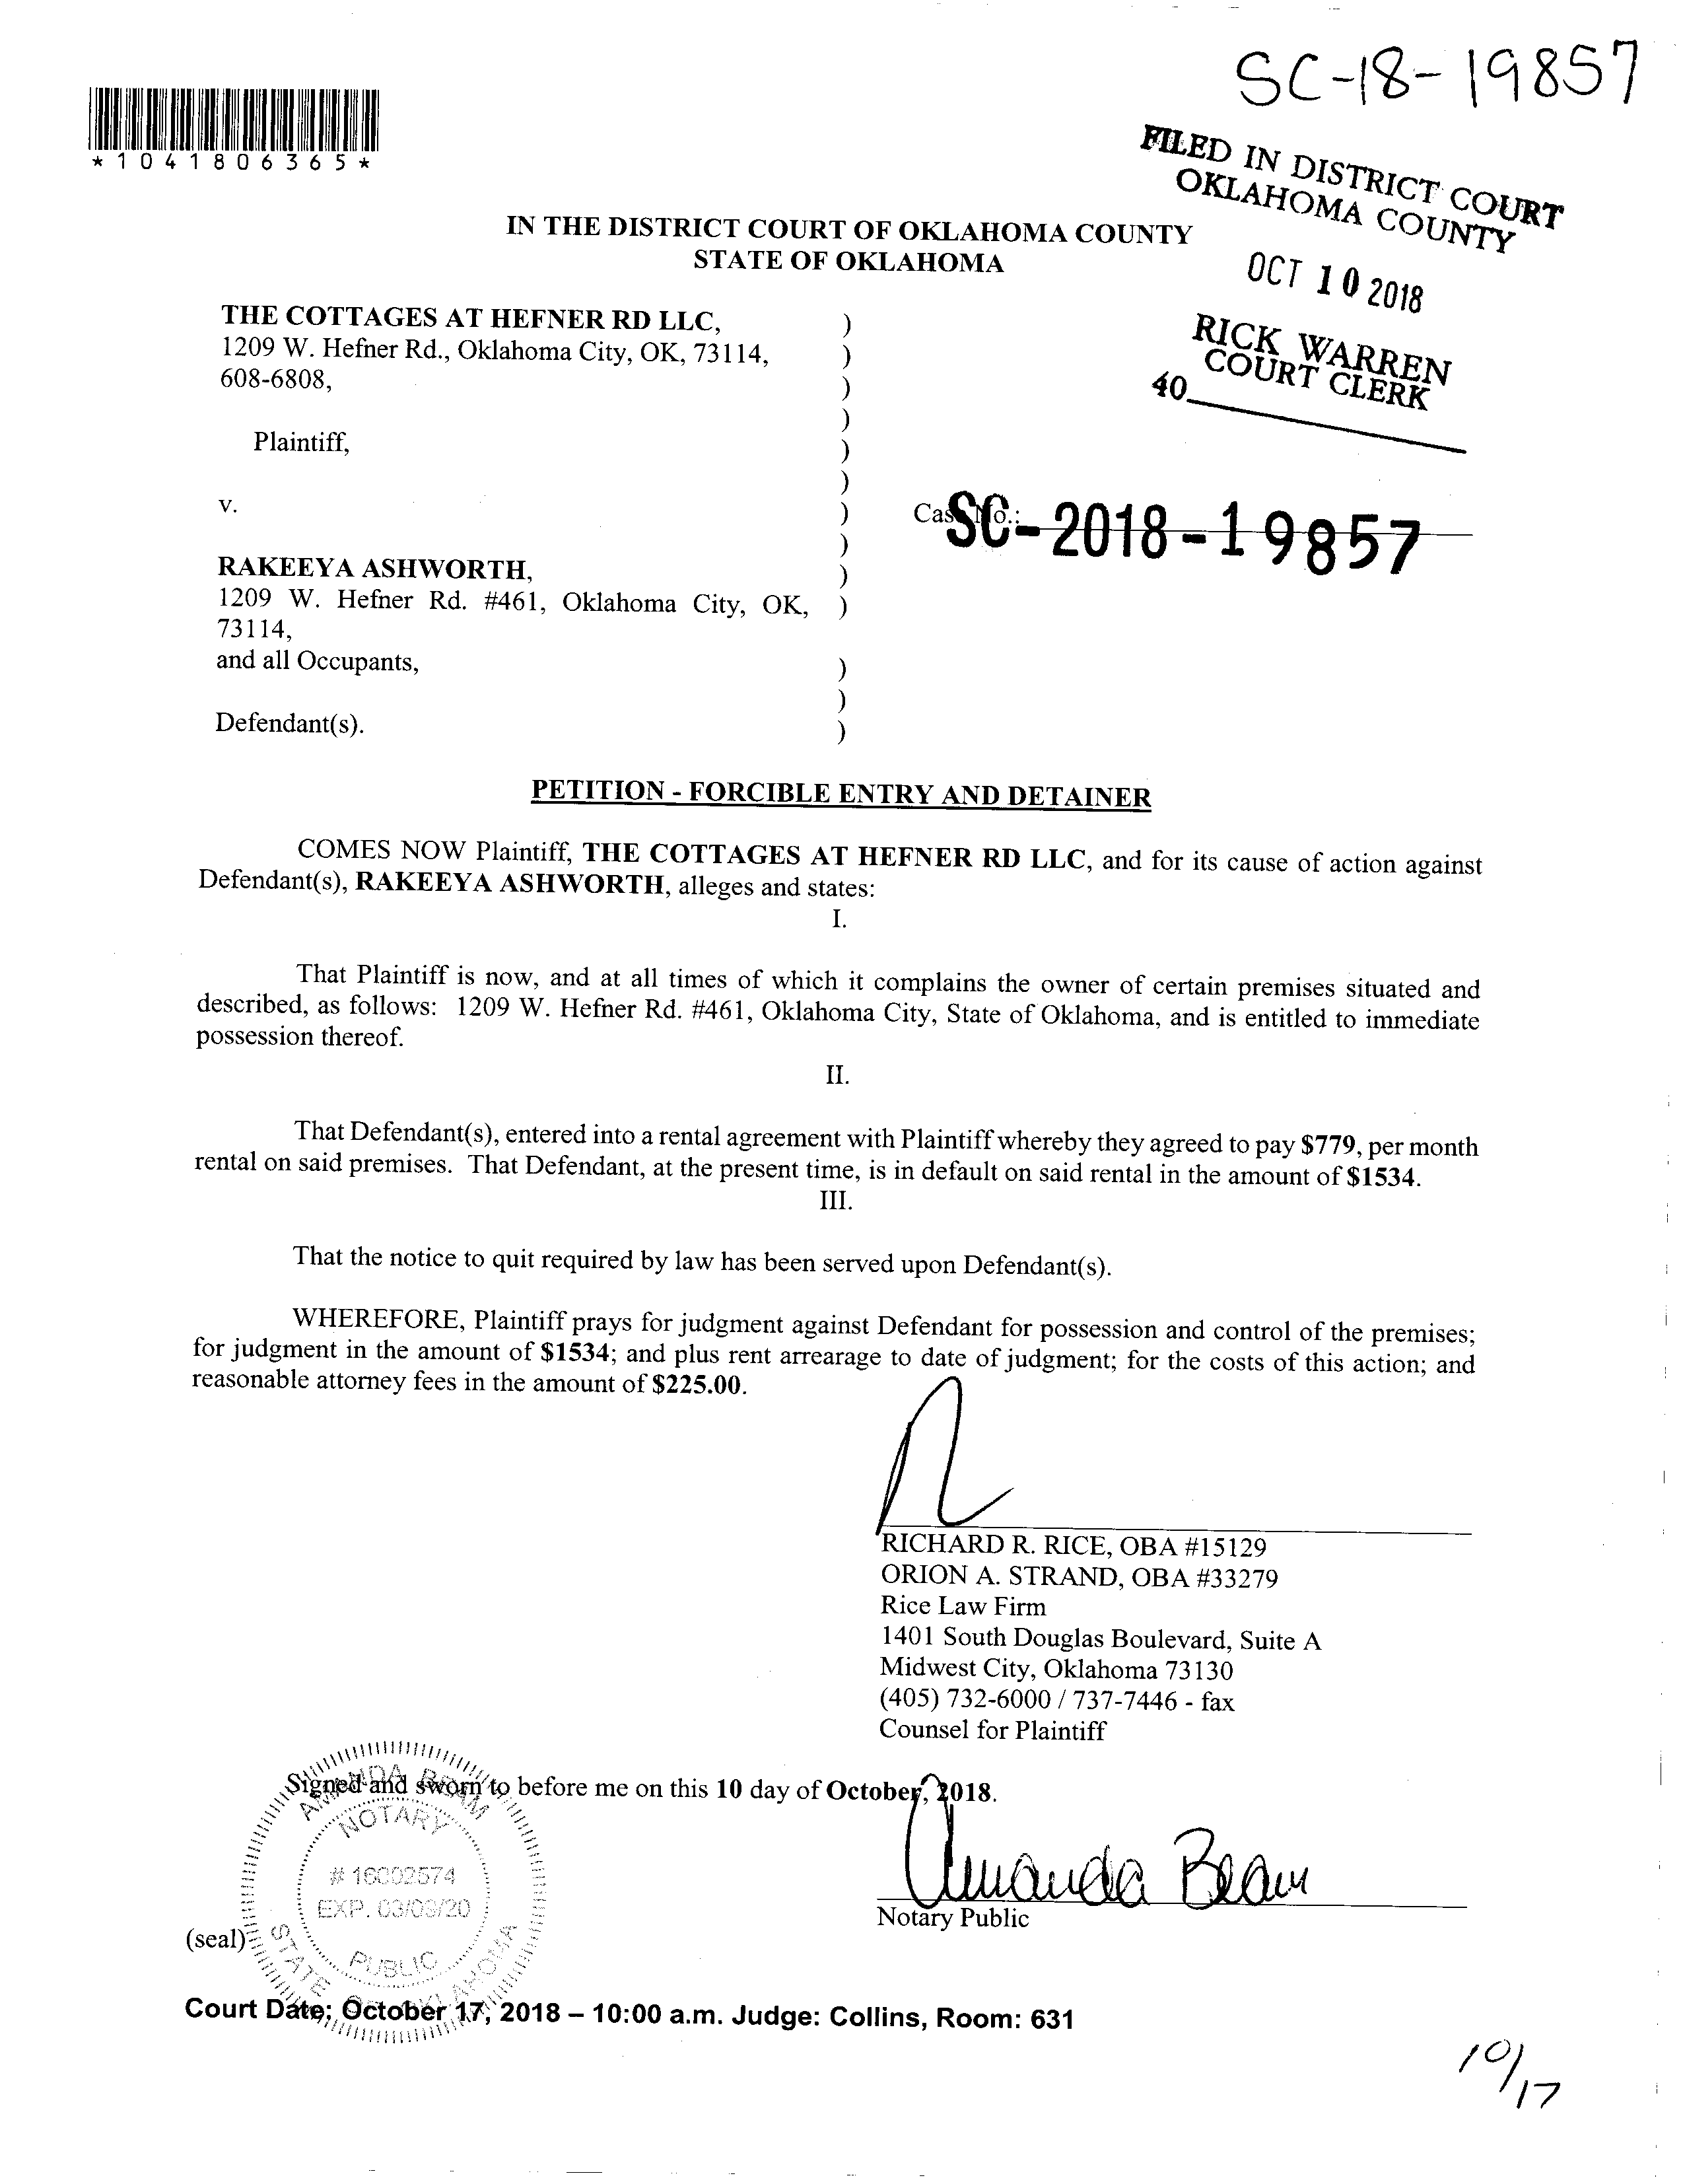 SC-18-19857
*1041806365*
FILED IN DISTRICT COURT
OKLAHOMA COUNTY
OCT 10 2018
RICK WARREN
COURT CLERK
40
IN THE DISTRICT COURT OF OKLAHOMA COUNTY
STATE OF OKLAHOMA
THE COTTAGES AT HEFNER RD LLC, )
1209 W. Hefner Rd., Oklahoma City, OK, 73114, )
608-6808, )
)
Plaintiff, )
)
v. )
Case No.: SC-2018-19857
)
RAKEEYA ASHWORTH, )
1209 W. Hefner Rd. #461, Oklahoma City, OK, )
73114,
and all Occupants, )
)
Defendant(s). )
PETITION - FORCIBLE ENTRY AND DETAINER
COMES NOW Plaintiff, THE COTTAGES AT HEFNER RD LLC, and for its cause of action against
Defendant(s), RAKEEYA ASHWORTH, alleges and states:
I.
That Plaintiff is now, and at all times of which it complains the owner of certain premises situated and
described, as follows: 1209 W. Hefner Rd. #461, Oklahoma City, State of Oklahoma, and is entitled to immediate
possession thereof.
II.
That Defendant(s), entered into a rental agreement with Plaintiff whereby they agreed to pay $779, per month
rental on said premises. That Defendant, at the present time, is in default on said rental in the amount of $1534.
III.
That the notice to quit required by law has been served upon Defendant(s).
WHEREFORE, Plaintiff prays for judgment against Defendant for possession and control of the premises;
for judgment in the amount of $1534; and plus rent arrearage to date of judgment; for the costs of this action; and
reasonable attorney fees in the amount of $225.00.
RICHARD R. RICE, OBA #15129
ORION A. STRAND, OBA #33279
Rice Law Firm
1401 South Douglas Boulevard, Suite A
Midwest City, Oklahoma 73130
(405) 732-6000 / 737-7446 - fax
Counsel for Plaintiff
Signed and sworn to before me on this 10 day of October, 2018.
AMANDA BEAM
NOTARY
# 16002574
PUBLIC
STATE OF OKLAHOMA
Amanda Beam
Notary Public
(seal)
Court Date: October 17, 2018 – 10:00 a.m. Judge: Collins, Room: 631
10/17